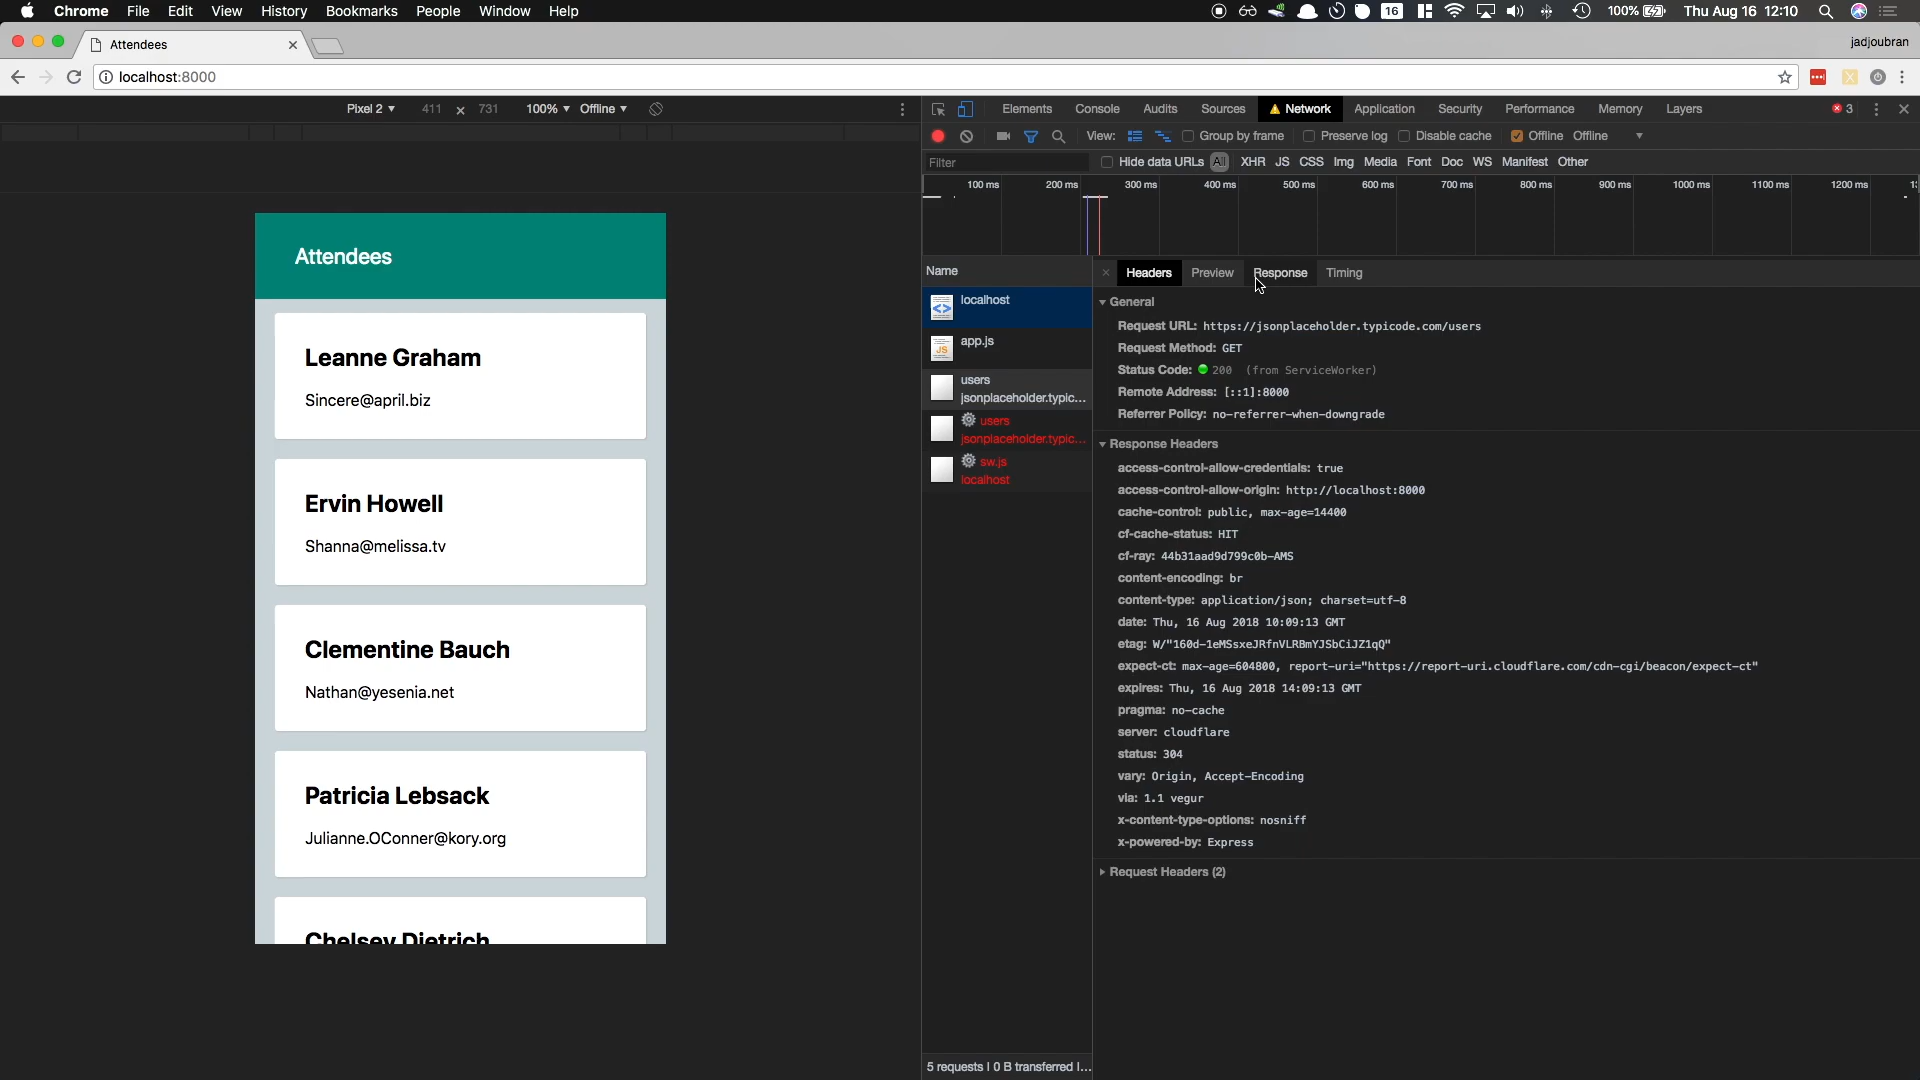 Chrome File Edit View History Bookmarks People Window Help
16 100% Thu Aug 16 12:10
Attendees
jadjoubran
localhost:8000
Pixel 2 411 × 731 100% Offline
Elements Console Audits Sources Network Application Security Performance Memory Layers 3
View: Group by frame Preserve log Disable cache Offline Offline
Filter Hide data URLs All XHR JS CSS Img Media Font Doc WS Manifest Other
100 ms 200 ms 300 ms 400 ms 500 ms 600 ms 700 ms 800 ms 900 ms 1000 ms 1100 ms 1200 ms
Attendees
Leanne Graham
Sincere@april.biz
Ervin Howell
Shanna@melissa.tv
Clementine Bauch
Nathan@yesenia.net
Patricia Lebsack
Julianne.OConner@kory.org
Chelsey Dietrich
Name
localhost
app.js
users
jsonplaceholder.typic...
users
jsonplaceholder.typic...
sw.js
localhost
5 requests | 0 B transferred |...
Headers Preview Response Timing
General
Request URL: https://jsonplaceholder.typicode.com/users
Request Method: GET
Status Code: 200 (from ServiceWorker)
Remote Address: [::1]:8000
Referrer Policy: no-referrer-when-downgrade
Response Headers
access-control-allow-credentials: true
access-control-allow-origin: http://localhost:8000
cache-control: public, max-age=14400
cf-cache-status: HIT
cf-ray: 44b31aad9d799c0b-AMS
content-encoding: br
content-type: application/json; charset=utf-8
date: Thu, 16 Aug 2018 10:09:13 GMT
etag: W/"160d-1eMSsxeJRfnVLRBmYJSbCiJZ1qQ"
expect-ct: max-age=604800, report-uri="https://report-uri.cloudflare.com/cdn-cgi/beacon/expect-ct"
expires: Thu, 16 Aug 2018 14:09:13 GMT
pragma: no-cache
server: cloudflare
status: 304
vary: Origin, Accept-Encoding
via: 1.1 vegur
x-content-type-options: nosniff
x-powered-by: Express
Request Headers (2)